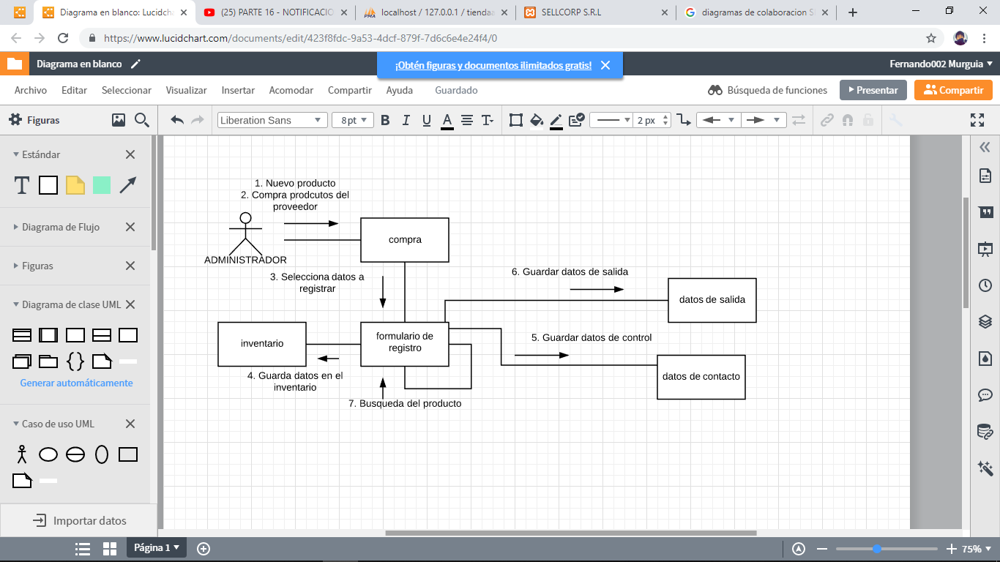 Diagrama en blanco: Lucidcha
(25) PARTE 16 - NOTIFICACIO
localhost / 127.0.0.1 / tiendaa
SELLCORP S.R.L
diagramas de colaboracion S
https://www.lucidchart.com/documents/edit/423f8fdc-9a53-4dcf-879f-7d6c6e4e24f4/0
Diagrama en blanco
¡Obtén figuras y documentos ilimitados gratis!
Fernando002 Murguia
Archivo Editar Seleccionar Visualizar Insertar Acomodar Compartir Ayuda Guardado
Búsqueda de funciones
Presentar
Compartir
Figuras
Liberation Sans
8 pt
B I U A T
2 px
Estándar
T
Diagrama de Flujo
Figuras
Diagrama de clase UML
Generar automáticamente
Caso de uso UML
Importar datos
1. Nuevo producto
2. Compra prodcutos del
proveedor
ADMINISTRADOR
compra
3. Selecciona datos a
registrar
6. Guardar datos de salida
datos de salida
inventario
formulario de
registro
5. Guardar datos de control
datos de contacto
4. Guarda datos en el
inventario
7. Busqueda del producto
Página 1
75%